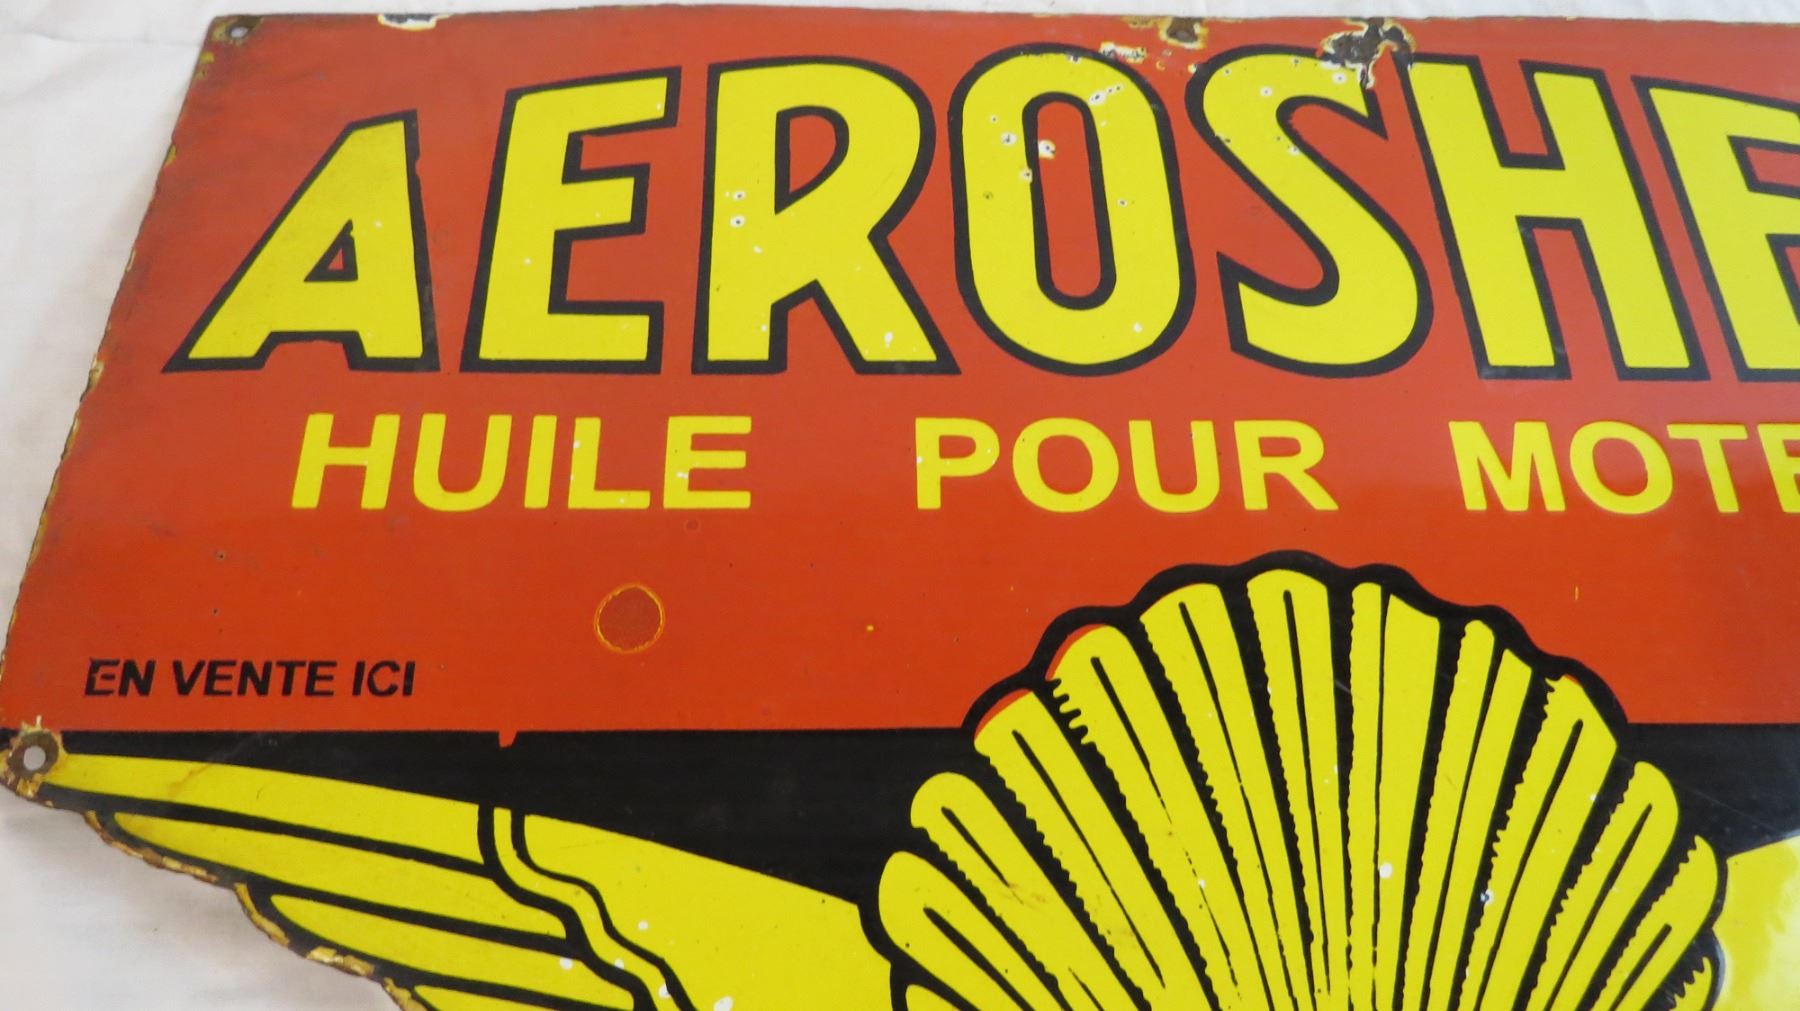 AEROSHE
HUILE POUR MOTE
EN VENTE ICI